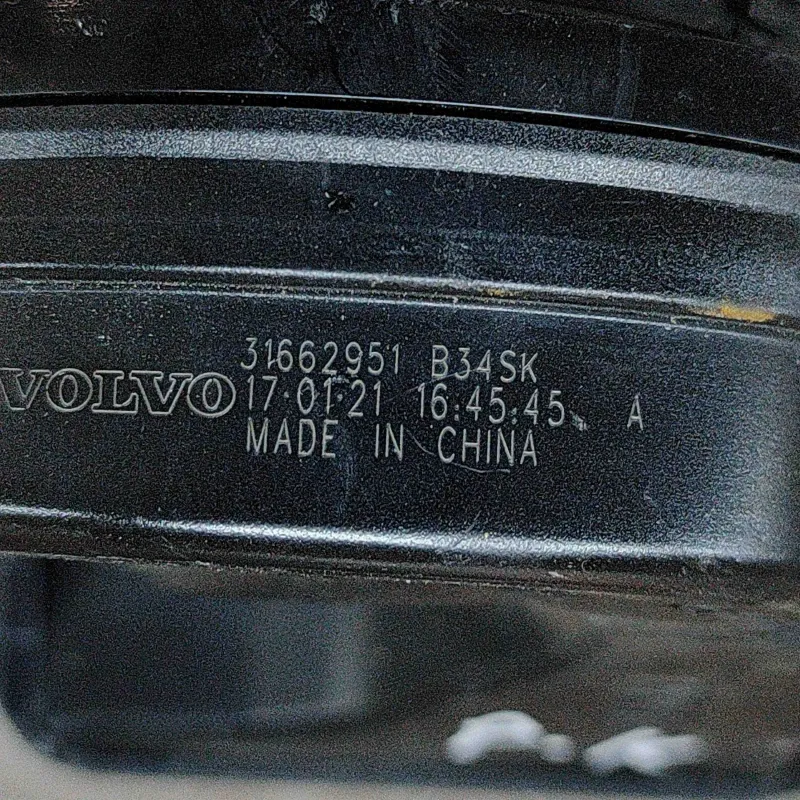 VOLVO
31662951 B34SK
17.01.21 16:45:45 A
MADE IN CHINA